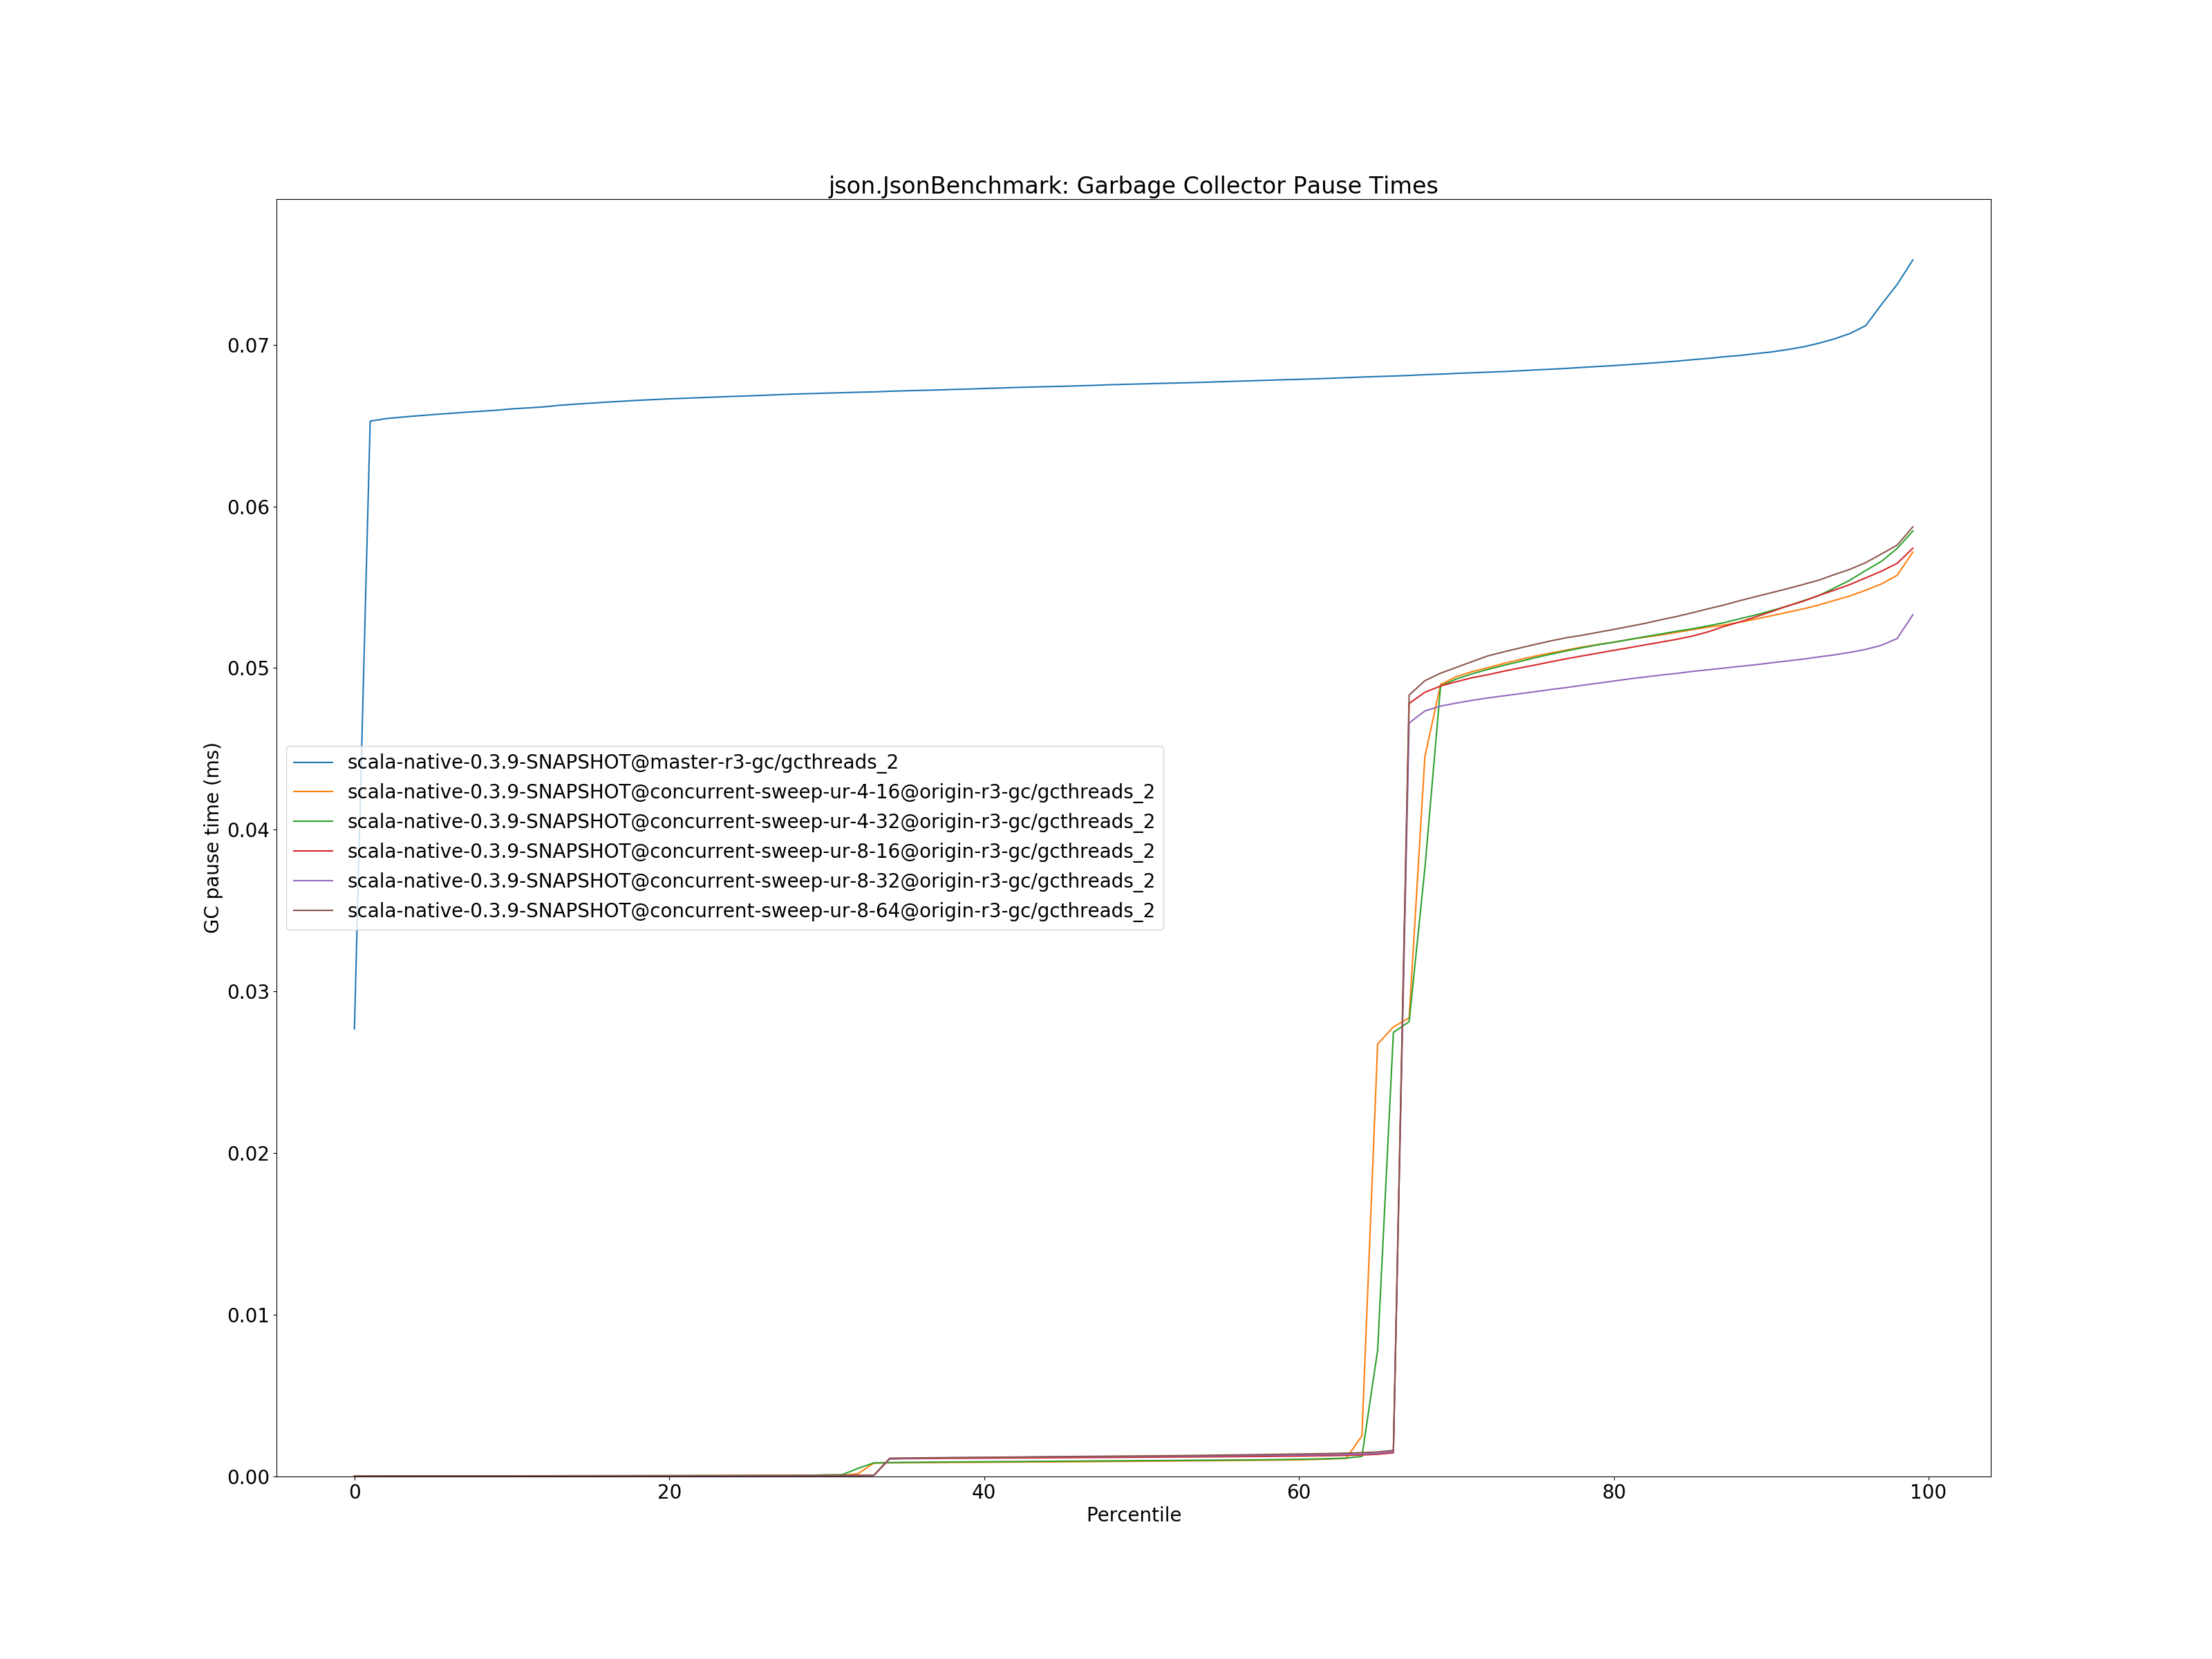 json.JsonBenchmark: Garbage Collector Pause Times
GC pause time (ms)
0.07
0.06
0.05
0.04
0.03
0.02
0.01
0.00
scala-native-0.3.9-SNAPSHOT@master-r3-gc/gcthreads_2
scala-native-0.3.9-SNAPSHOT@concurrent-sweep-ur-4-16@origin-r3-gc/gcthreads_2
scala-native-0.3.9-SNAPSHOT@concurrent-sweep-ur-4-32@origin-r3-gc/gcthreads_2
scala-native-0.3.9-SNAPSHOT@concurrent-sweep-ur-8-16@origin-r3-gc/gcthreads_2
scala-native-0.3.9-SNAPSHOT@concurrent-sweep-ur-8-32@origin-r3-gc/gcthreads_2
scala-native-0.3.9-SNAPSHOT@concurrent-sweep-ur-8-64@origin-r3-gc/gcthreads_2
0 20 40 60 80 100
Percentile